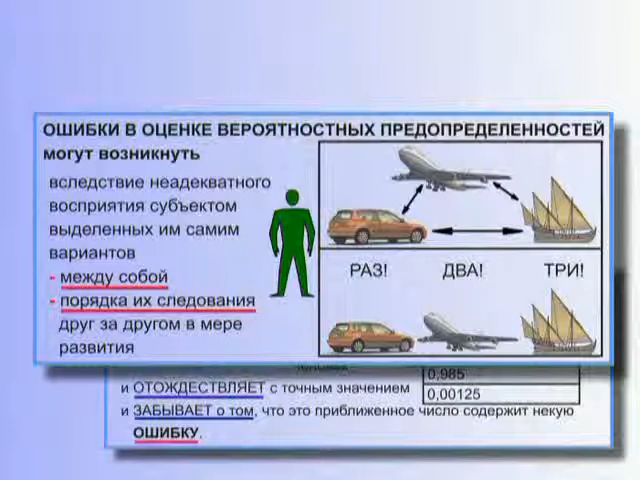 ОШИБКИ В ОЦЕНКЕ ВЕРОЯТНОСТНЫХ ПРЕДОПРЕДЕЛЕННОСТЕЙ
могут возникнуть
вследствие неадекватного
восприятия субъектом
выделенных им самим
вариантов
- между собой
- порядка их следования
друг за другом в мере
развития
РАЗ! ДВА! ТРИ!
0,985
и ОТОЖДЕСТВЛЯЕТ с точным значением
0,00125
и ЗАБЫВАЕТ о том, что это приближенное число содержит некую
ОШИБКУ.